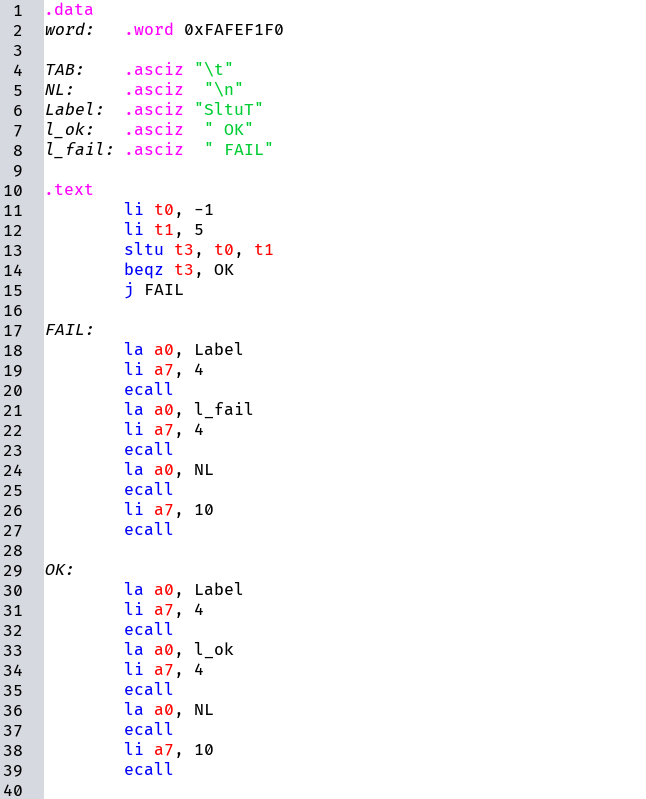 1 .data
2 word:   .word 0xFAFEF1F0
3
4 TAB:    .asciz "\t"
5 NL:     .asciz  "\n"
6 Label:  .asciz "SltuT"
7 l_ok:   .asciz  " OK"
8 l_fail: .asciz  " FAIL"
9
10 .text
11         li t0, -1
12         li t1, 5
13         sltu t3, t0, t1
14         beqz t3, OK
15         j FAIL
16
17 FAIL:
18         la a0, Label
19         li a7, 4
20         ecall
21         la a0, l_fail
22         li a7, 4
23         ecall
24         la a0, NL
25         ecall
26         li a7, 10
27         ecall
28
29 OK:
30         la a0, Label
31         li a7, 4
32         ecall
33         la a0, l_ok
34         li a7, 4
35         ecall
36         la a0, NL
37         ecall
38         li a7, 10
39         ecall
40